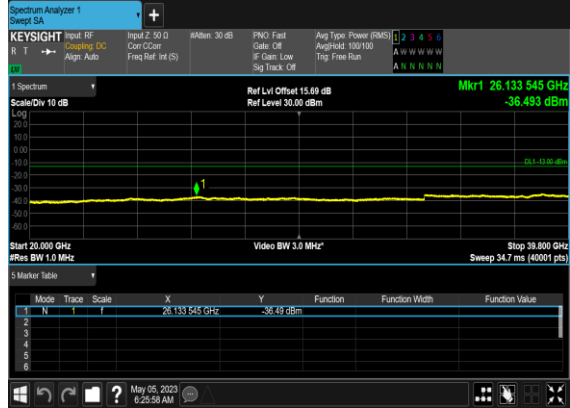 Spectrum Analyzer 1
Swept SA
+
KEYSIGHT Input: RF Input Z: 50 Ω #Atten: 30 dB PNO: Fast Avg Type: Power (RMS) 1 2 3 4 5 6
R T Coupling: DC Corr CCorr Gate: Off Avg|Hold: 100/100 A W W W W W
Align: Auto Freq Ref: Int (S) IF Gain: Low Trig: Free Run
Sig Track: Off A N N N N N
1 Spectrum Ref Lvl Offset 15.69 dB Mkr1 26.133 545 GHz
Scale/Div 10 dB Ref Level 30.00 dBm -36.493 dBm
Log
20.0
10.0
0.00
-10.0
DL1 -13.00 dBm
-20.0
-30.0
1
-40.0
-50.0
-60.0
Start 20.000 GHz Video BW 3.0 MHz* Stop 39.800 GHz
#Res BW 1.0 MHz Sweep 34.7 ms (40001 pts)
5 Marker Table
Mode Trace Scale X Y Function Function Width Function Value
1 N 1 f 26.133 545 GHz -36.49 dBm
2
3
4
5
6
? May 05, 2023
6:25:58 AM